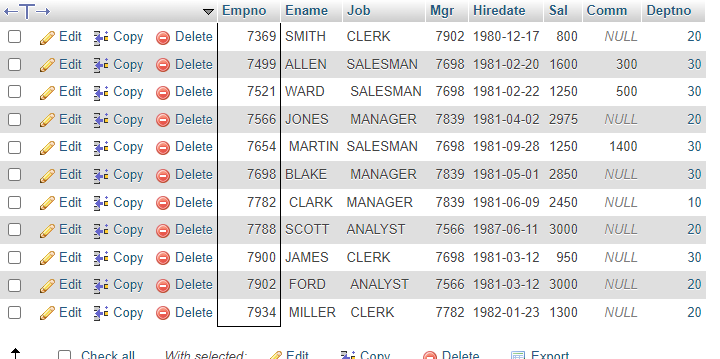 Empno Ename Job Mgr Hiredate Sal Comm Deptno
Edit Copy Delete 7369 SMITH CLERK 7902 1980-12-17 800 NULL 20
Edit Copy Delete 7499 ALLEN SALESMAN 7698 1981-02-20 1600 300 30
Edit Copy Delete 7521 WARD SALESMAN 7698 1981-02-22 1250 500 30
Edit Copy Delete 7566 JONES MANAGER 7839 1981-04-02 2975 NULL 20
Edit Copy Delete 7654 MARTIN SALESMAN 7698 1981-09-28 1250 1400 30
Edit Copy Delete 7698 BLAKE MANAGER 7839 1981-05-01 2850 NULL 30
Edit Copy Delete 7782 CLARK MANAGER 7839 1981-06-09 2450 NULL 10
Edit Copy Delete 7788 SCOTT ANALYST 7566 1987-06-11 3000 NULL 20
Edit Copy Delete 7900 JAMES CLERK 7698 1981-03-12 950 NULL 30
Edit Copy Delete 7902 FORD ANALYST 7566 1981-03-12 3000 NULL 20
Edit Copy Delete 7934 MILLER CLERK 7782 1982-01-23 1300 NULL 20
Check all With selected: Edit Copy Delete Export